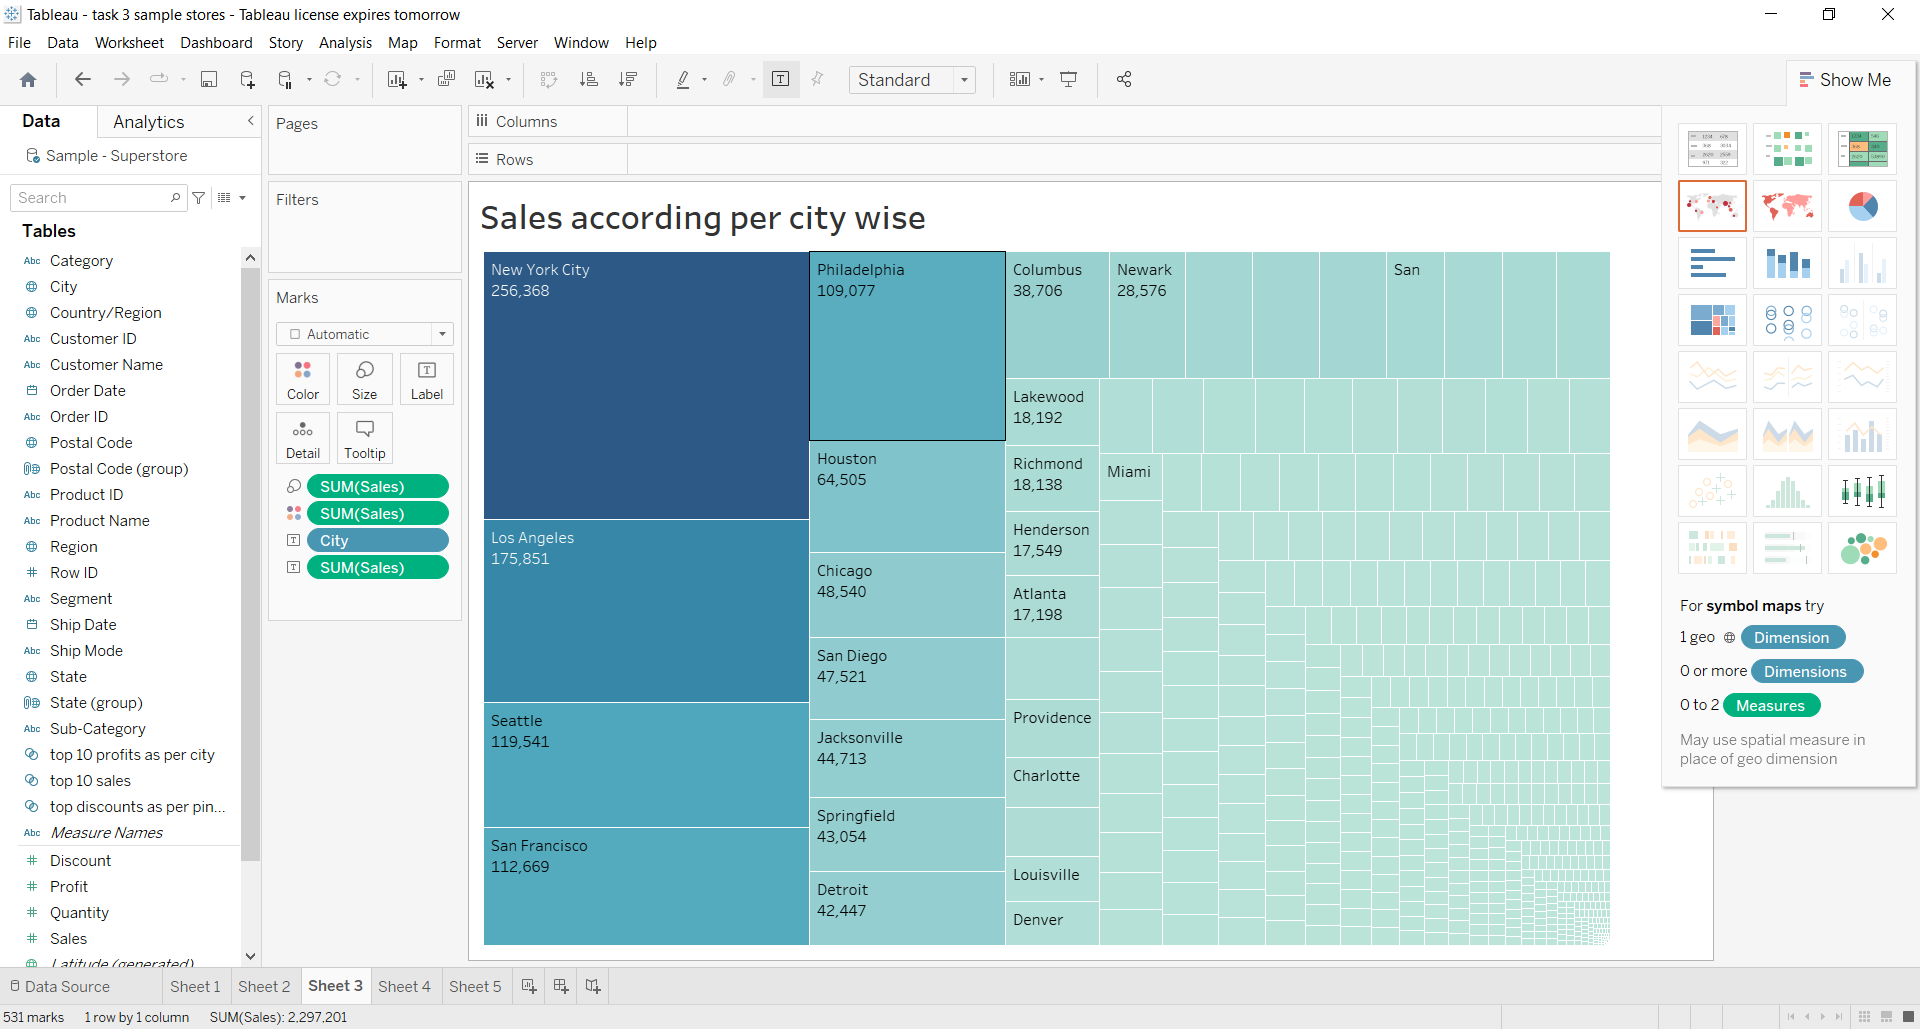 Tableau - task 3 sample stores - Tableau license expires tomorrow
File Data Worksheet Dashboard Story Analysis Map Format Server Window Help
Standard
Show Me
Data Analytics
Sample - Superstore
Search
Tables
Abc Category
City
Country/Region
Abc Customer ID
Abc Customer Name
Order Date
Abc Order ID
Postal Code
Postal Code (group)
Abc Product ID
Abc Product Name
Region
# Row ID
Abc Segment
Ship Date
Abc Ship Mode
State
State (group)
Abc Sub-Category
top 10 profits as per city
top 10 sales
top discounts as per pin...
Abc Measure Names
# Discount
# Profit
# Quantity
# Sales
Latitude (generated)
Pages
Filters
Marks
Automatic
Color Size Label
Detail Tooltip
SUM(Sales)
SUM(Sales)
City
SUM(Sales)
Columns
Rows
Sales according per city wise
New York City
256,368
Los Angeles
175,851
Seattle
119,541
San Francisco
112,669
Philadelphia
109,077
Houston
64,505
Chicago
48,540
San Diego
47,521
Jacksonville
44,713
Springfield
43,054
Detroit
42,447
Columbus
38,706
Newark
28,576
San
Lakewood
18,192
Richmond
18,138
Henderson
17,549
Atlanta
17,198
Providence
Charlotte
Louisville
Denver
Miami
For symbol maps try
1 geo Dimension
0 or more Dimensions
0 to 2 Measures
May use spatial measure in
place of geo dimension
Data Source Sheet 1 Sheet 2 Sheet 3 Sheet 4 Sheet 5
531 marks 1 row by 1 column SUM(Sales): 2,297,201